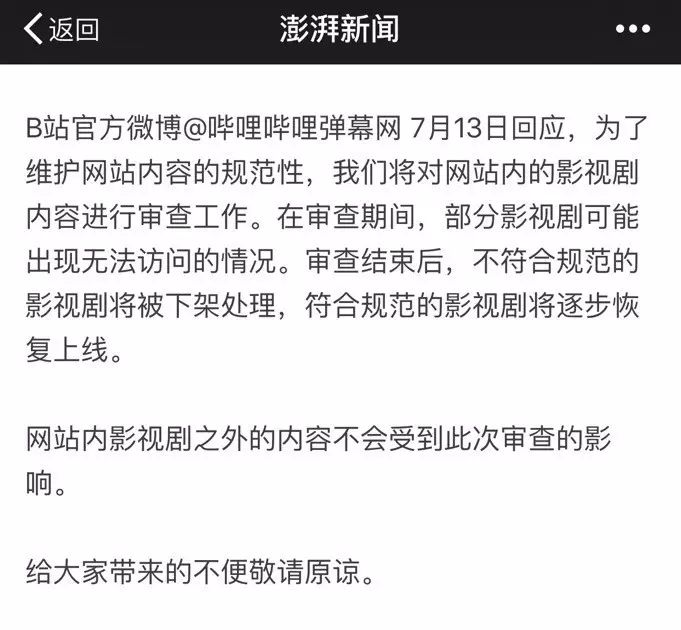 返回
澎湃新闻
B站官方微博@哔哩哔哩弹幕网 7月13日回应，为了
维护网站内容的规范性，我们将对网站内的影视剧
内容进行审查工作。在审查期间，部分影视剧可能
出现无法访问的情况。审查结束后，不符合规范的
影视剧将被下架处理，符合规范的影视剧将逐步恢
复上线。
网站内影视剧之外的内容不会受到此次审查的影
响。
给大家带来的不便敬请原谅。